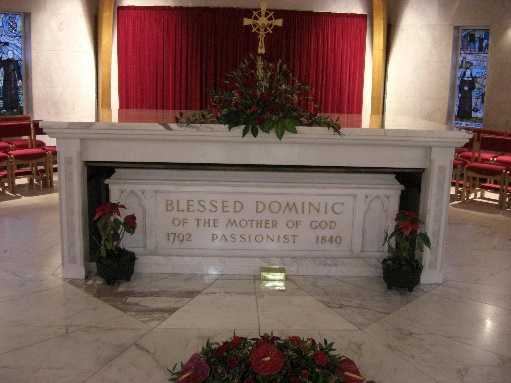 BLESSED DOMINIC
OF THE MOTHER OF GOD
1792 PASSIONIST 1849